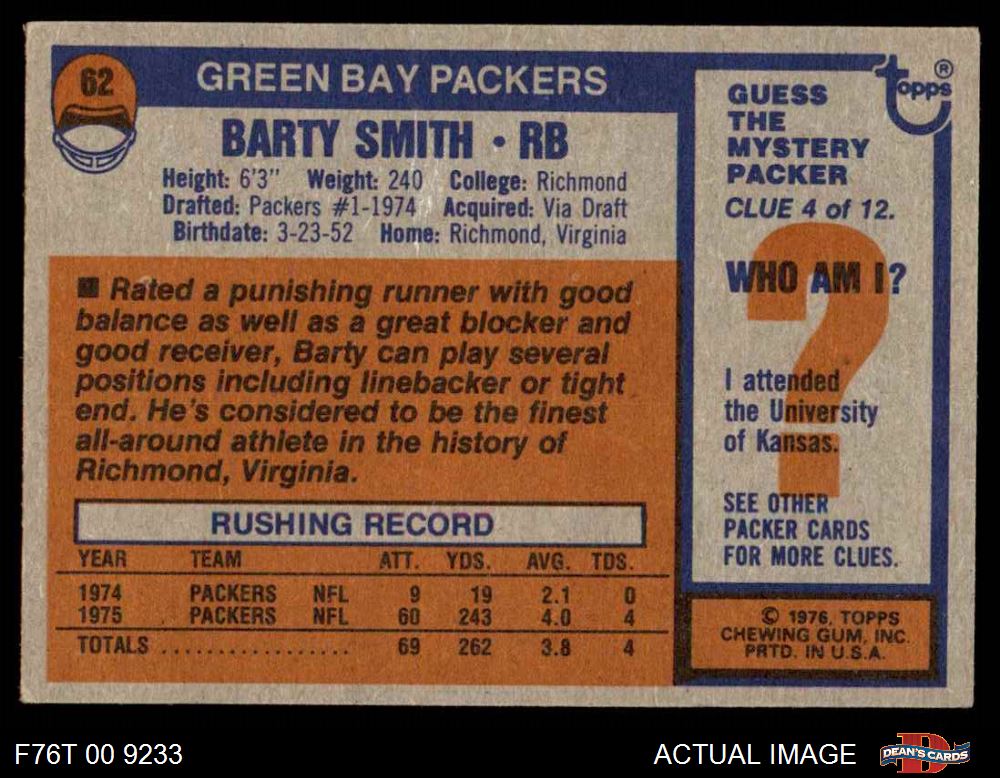 62
GREEN BAY PACKERS
BARTY SMITH • RB
Height: 6'3" Weight: 240 College: Richmond
Drafted: Packers #1-1974 Acquired: Via Draft
Birthdate: 3-23-52 Home: Richmond, Virginia
■ Rated a punishing runner with good
balance as well as a great blocker and
good receiver, Barty can play several
positions including linebacker or tight
end. He's considered to be the finest
all-around athlete in the history of
Richmond, Virginia.
RUSHING RECORD
YEAR TEAM ATT. YDS. AVG. TDS.
1974 PACKERS NFL 9 19 2.1 0
1975 PACKERS NFL 60 243 4.0 4
TOTALS .................. 69 262 3.8 4
topps ®
GUESS
THE
MYSTERY
PACKER
CLUE 4 of 12.
?
WHO AM I?
I attended
the University
of Kansas.
SEE OTHER
PACKER CARDS
FOR MORE CLUES.
© 1976, TOPPS
CHEWING GUM, INC.
PRTD. IN U.S.A.
F76T 00 9233
ACTUAL IMAGE
D
DEAN'S CARDS